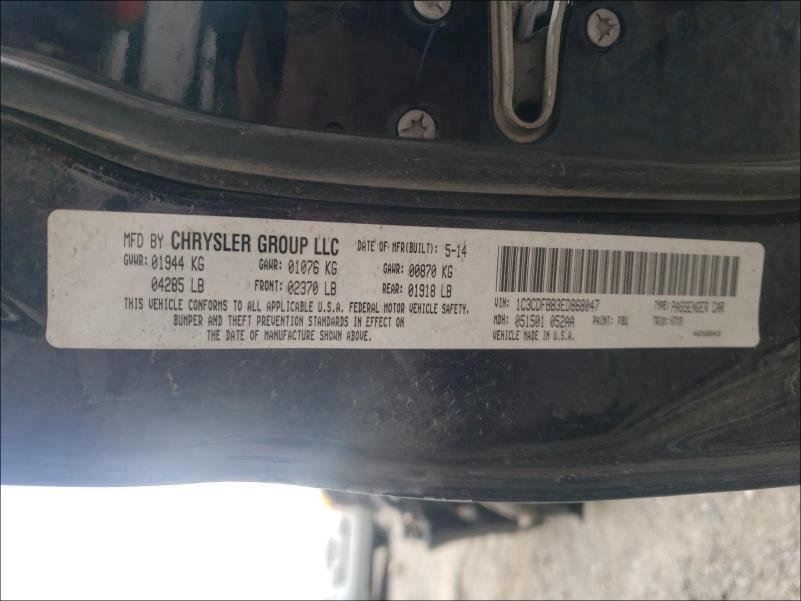 MFD BY CHRYSLER GROUP LLC DATE OF MFR(BUILT): 5-14
GVWR: 01944 KG GAWR: 01076 KG GAWR: 00870 KG
04285 LB FRONT: 02370 LB REAR: 01918 LB
THIS VEHICLE CONFORMS TO ALL APPLICABLE U.S.A. FEDERAL MOTOR VEHICLE SAFETY,
BUMPER AND THEFT PREVENTION STANDARDS IN EFFECT ON
THE DATE OF MANUFACTURE SHOWN ABOVE.
VIN: 1C3CDFBB3ED868047 TYPE: PASSENGER CAR
MDH: 051501 052AA PAINT: PBU TRIM:
VEHICLE MADE IN U.S.A.